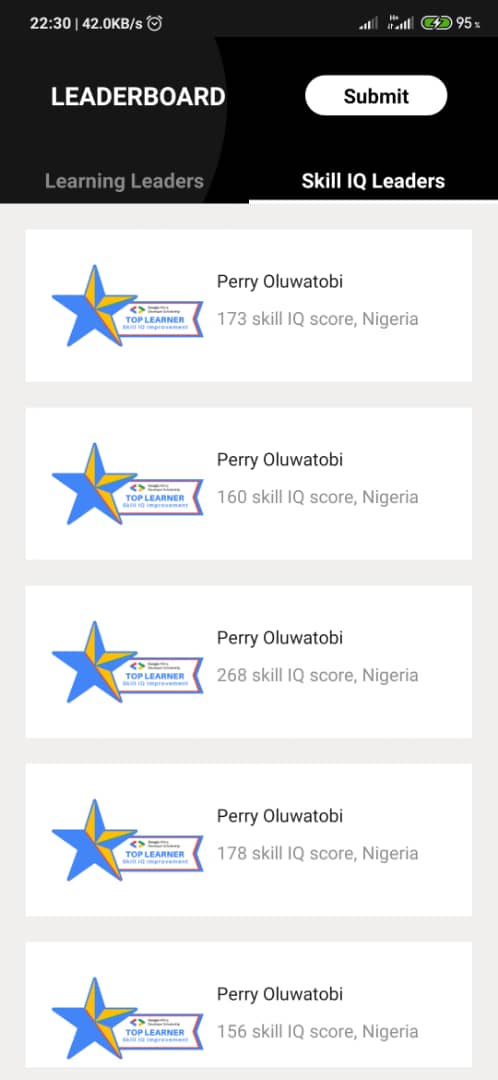 22:30 | 42.0KB/s
H+
95%
LEADERBOARD
Submit
Learning Leaders
Skill IQ Leaders
TOP LEARNER
Skill IQ Improvement
Perry Oluwatobi
173 skill IQ score, Nigeria
TOP LEARNER
Skill IQ Improvement
Perry Oluwatobi
160 skill IQ score, Nigeria
TOP LEARNER
Skill IQ Improvement
Perry Oluwatobi
268 skill IQ score, Nigeria
TOP LEARNER
Skill IQ Improvement
Perry Oluwatobi
178 skill IQ score, Nigeria
TOP LEARNER
Skill IQ Improvement
Perry Oluwatobi
156 skill IQ score, Nigeria